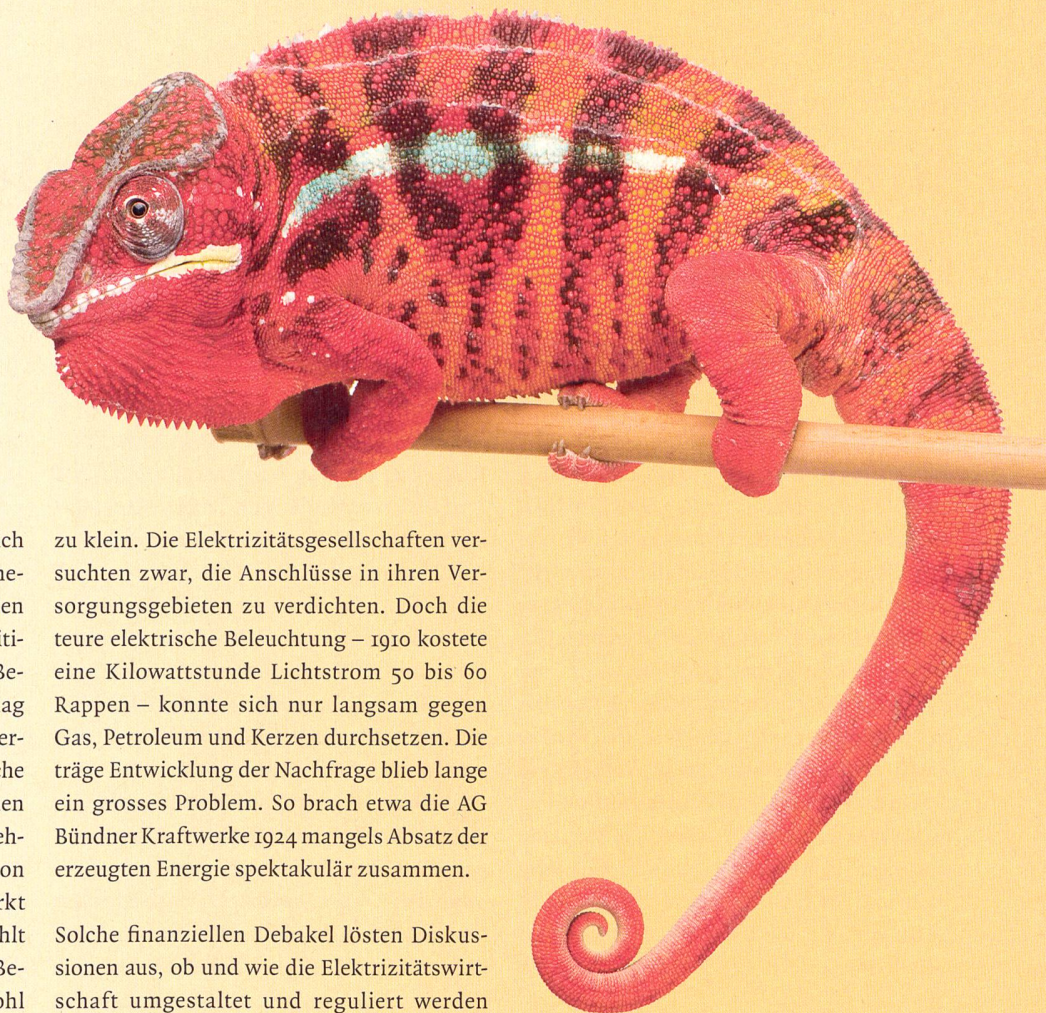 zu klein. Die Elektrizitätsgesellschaften ver-
suchten zwar, die Anschlüsse in ihren Ver-
sorgungsgebieten zu verdichten. Doch die
teure elektrische Beleuchtung – 1910 kostete
eine Kilowattstunde Lichtstrom 50 bis 60
Rappen – konnte sich nur langsam gegen
Gas, Petroleum und Kerzen durchsetzen. Die
träge Entwicklung der Nachfrage blieb lange
ein grosses Problem. So brach etwa die AG
Bündner Kraftwerke 1924 mangels Absatz der
erzeugten Energie spektakulär zusammen.
Solche finanziellen Debakel lösten Diskus-
sionen aus, ob und wie die Elektrizitätswirt-
schaft umgestaltet und reguliert werden